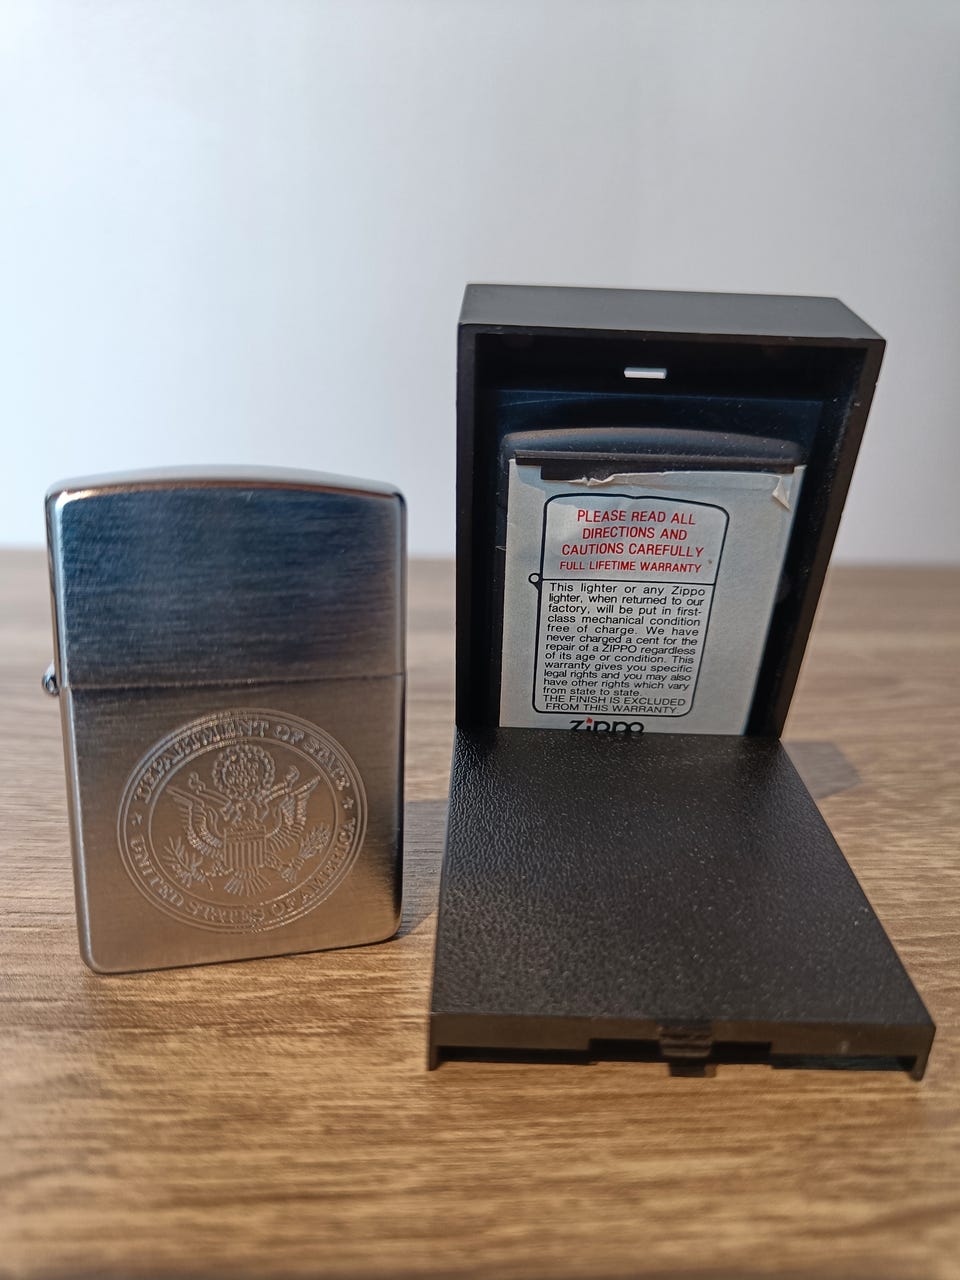 DEPARTMENT OF STATE
UNITED STATES OF AMERICA
PLEASE READ ALL
DIRECTIONS AND
CAUTIONS CAREFULLY
FULL LIFETIME WARRANTY
This lighter or any Zippo
lighter, when returned to our
factory, will be put in first-
class mechanical condition
free of charge. We have
never charged a cent for the
repair of a ZIPPO regardless
of its age or condition. This
warranty gives you specific
legal rights and you may also
have other rights which vary
from state to state.
THE FINISH IS EXCLUDED
FROM THIS WARRANTY
Zippo